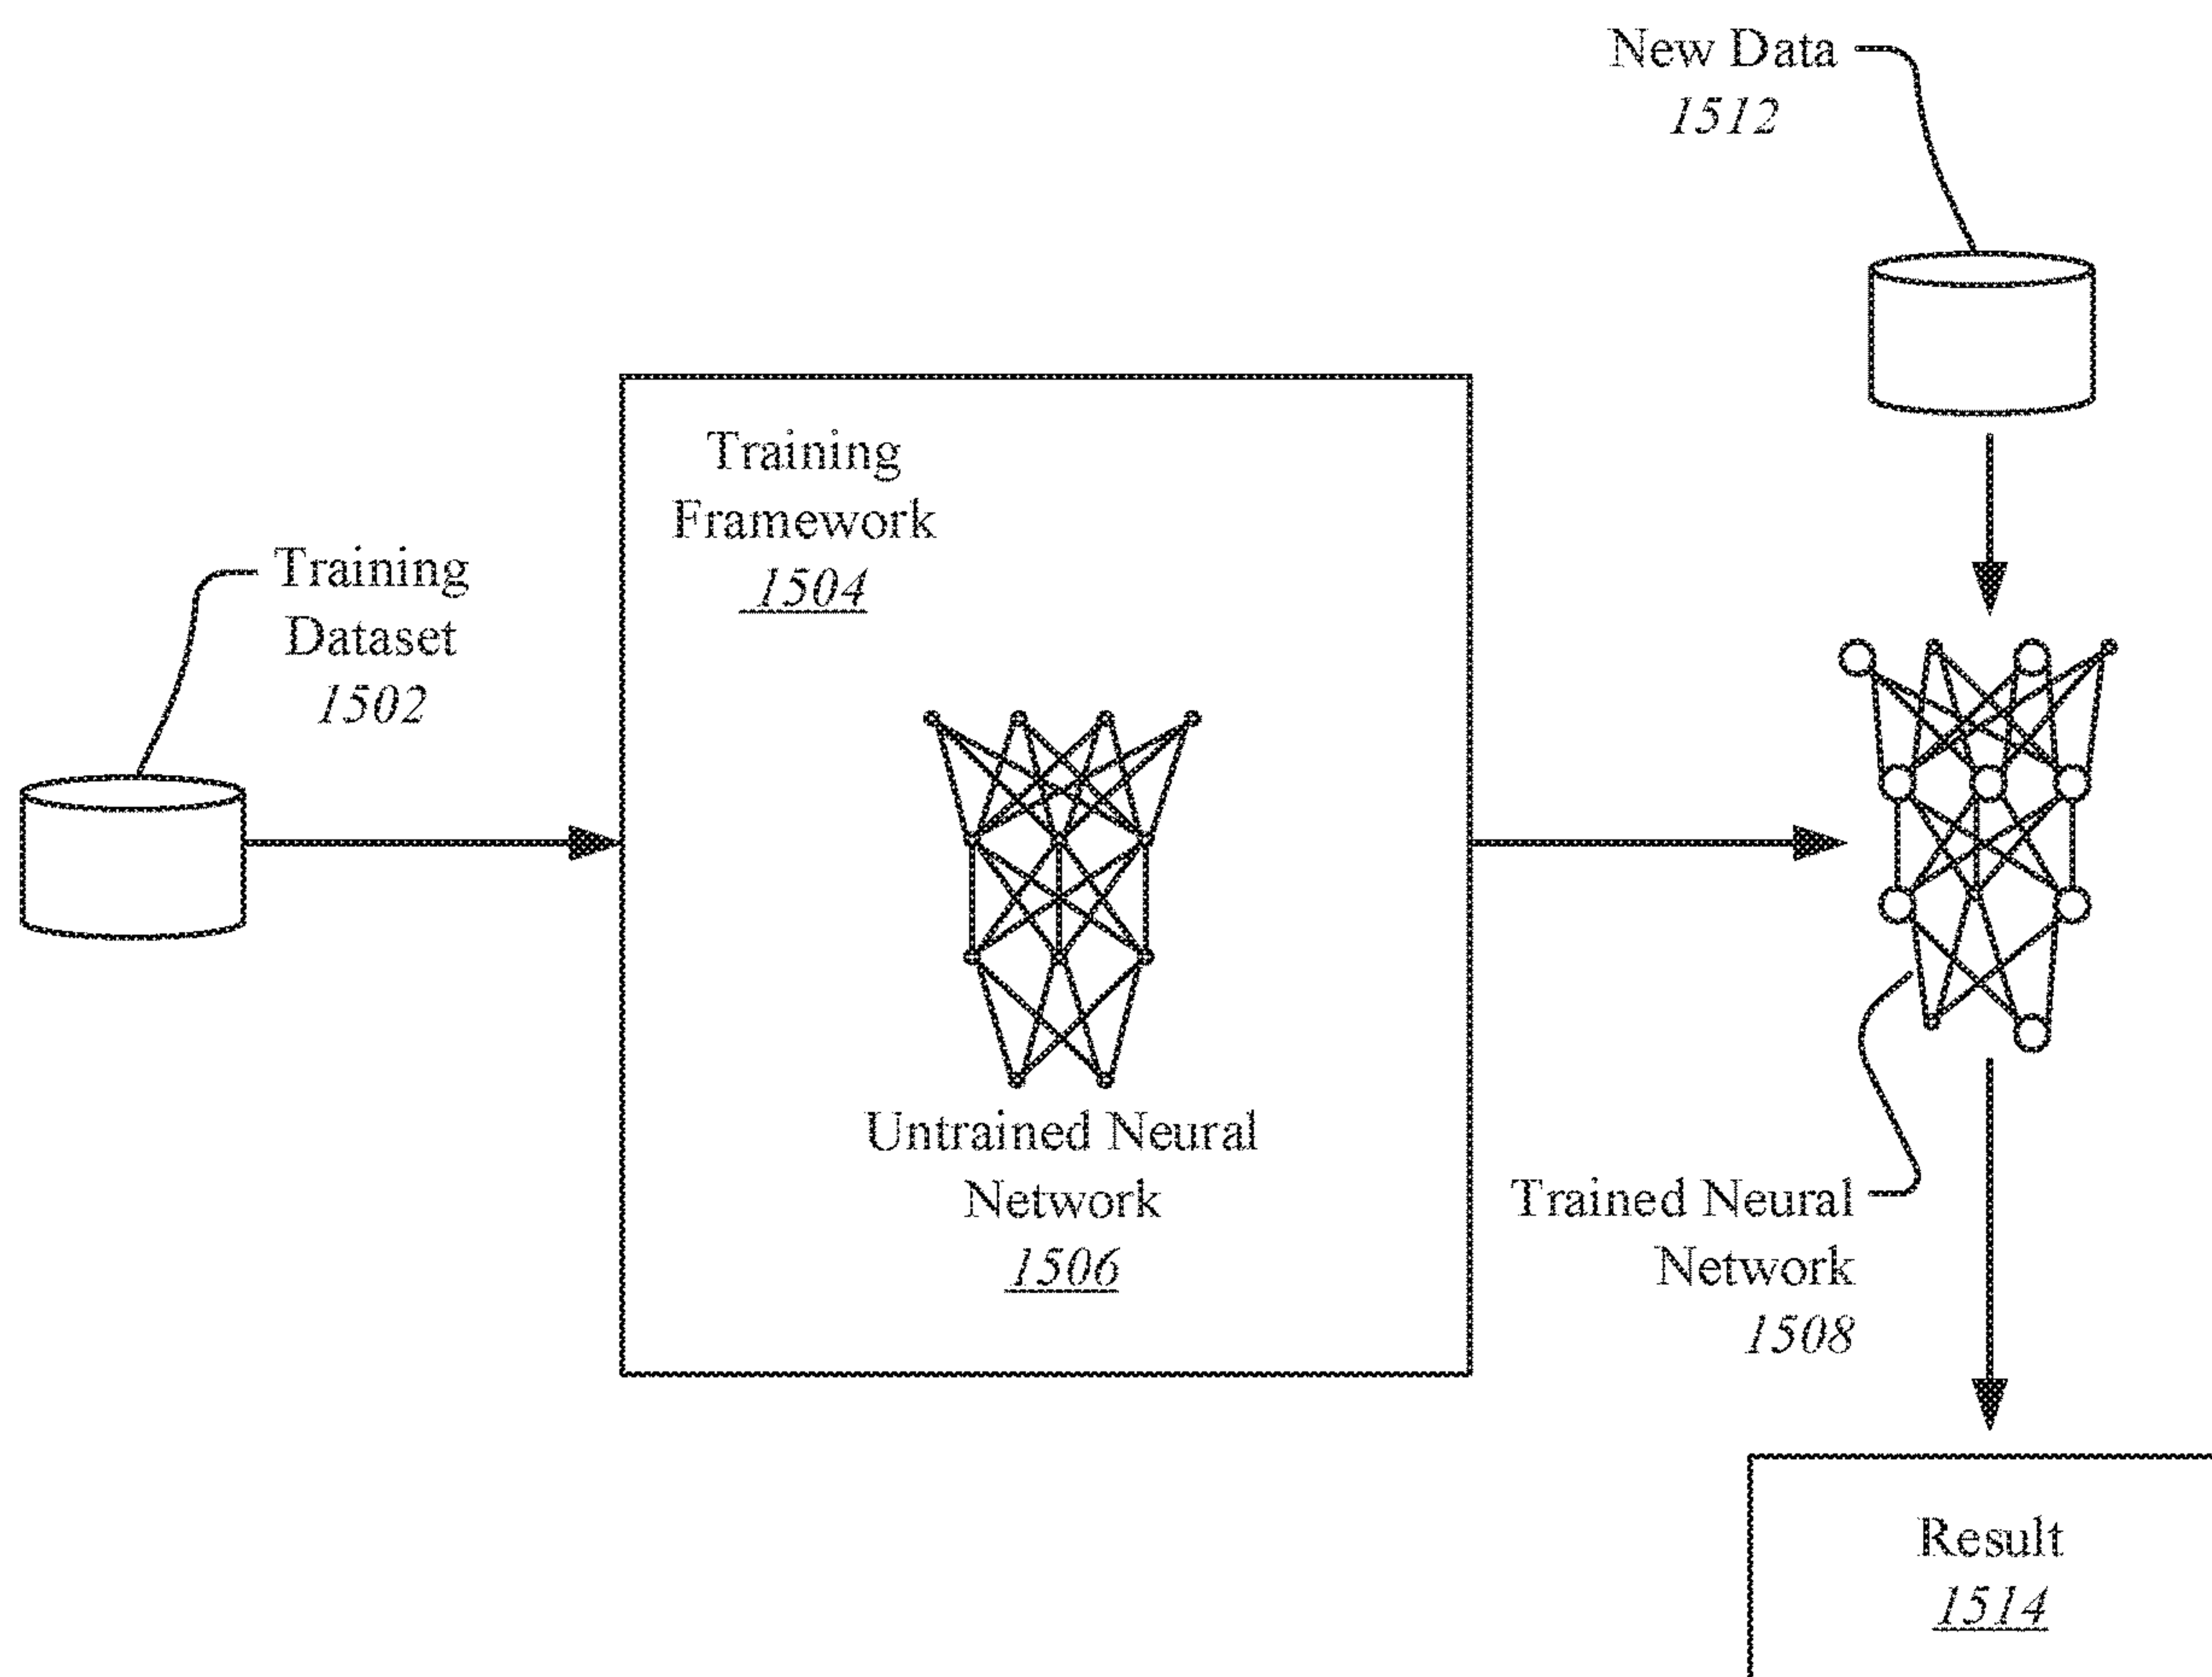 New Data
1512
Training
Framework
1504
Training
Dataset
1502
Untrained Neural
Network
1506
Trained Neural
Network
1508
Result
1514